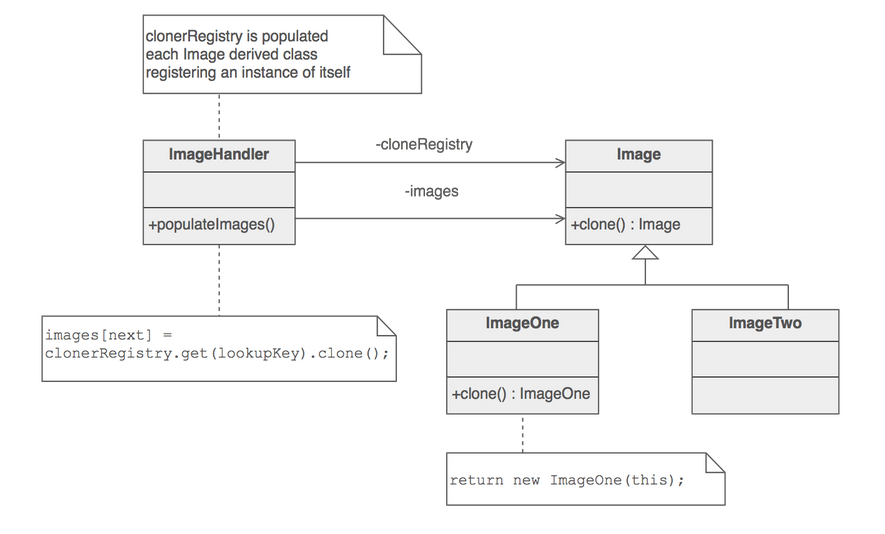 clonerRegistry is populated
each Image derived class
registering an instance of itself
ImageHandler
+populateImages()
-cloneRegistry
-images
Image
+clone() : Image
images[next] =
clonerRegistry.get(lookupKey).clone();
ImageOne
+clone() : ImageOne
ImageTwo
return new ImageOne(this);